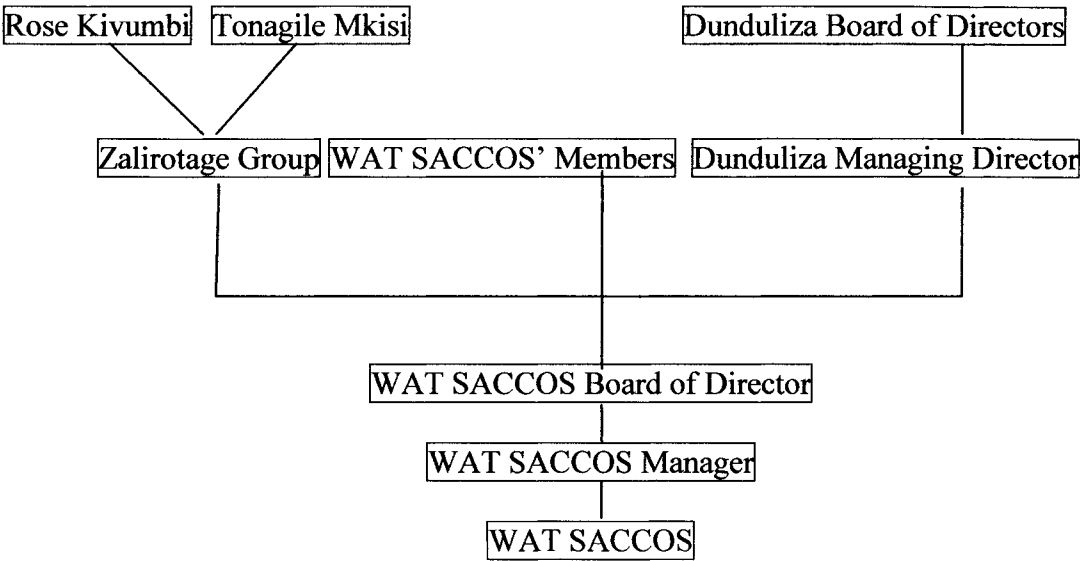 Rose Kivumbi Tonagile Mkisi Dunduliza Board of Directors
Zalirotage Group WAT SACCOS’ Members Dunduliza Managing Director
WAT SACCOS Board of Director
WAT SACCOS Manager
WAT SACCOS